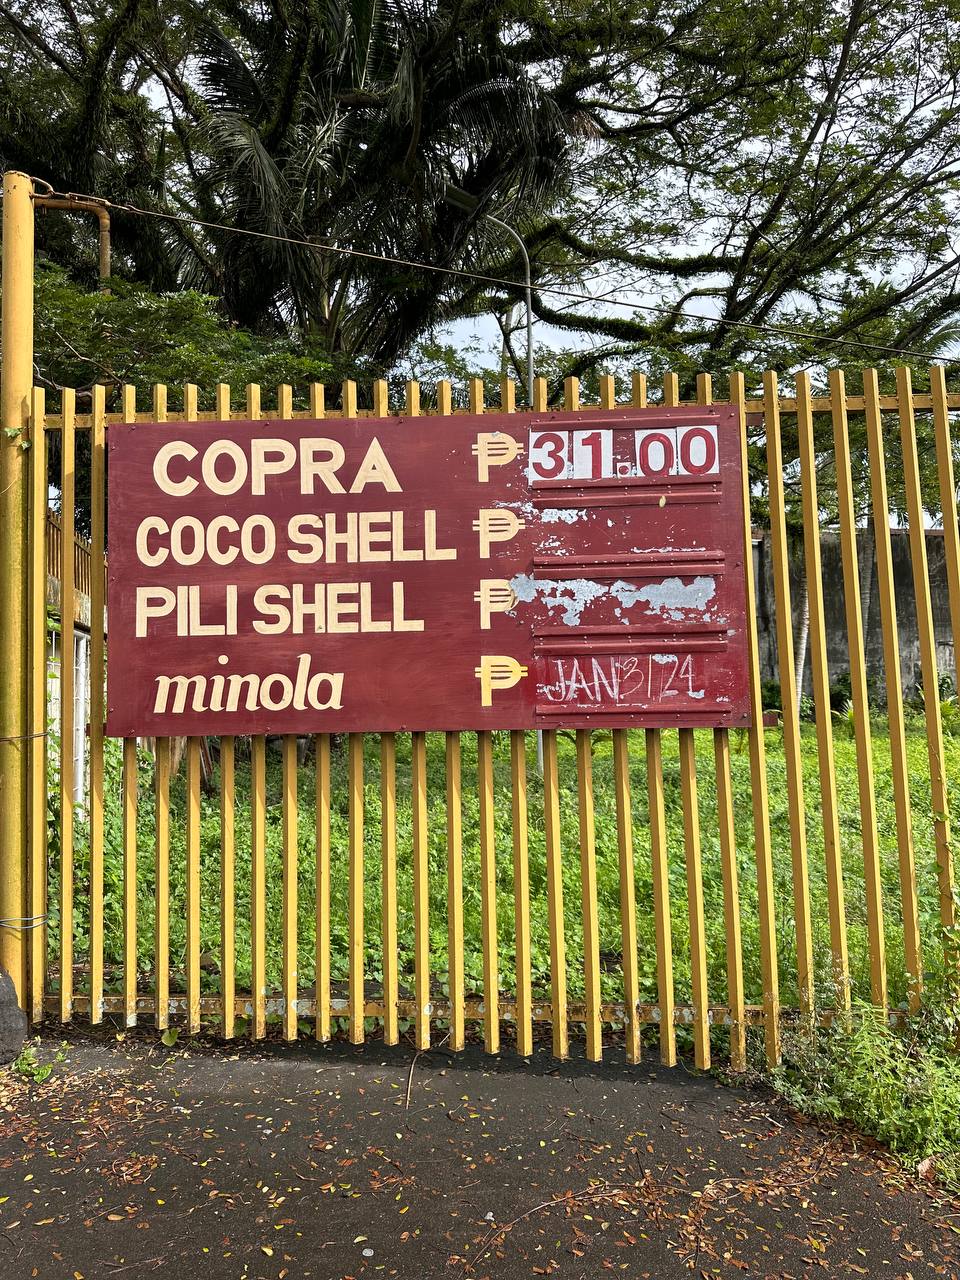 COPRA ₱31.00
COCO SHELL ₱
PILI SHELL ₱
minola ₱ JAN 31 24